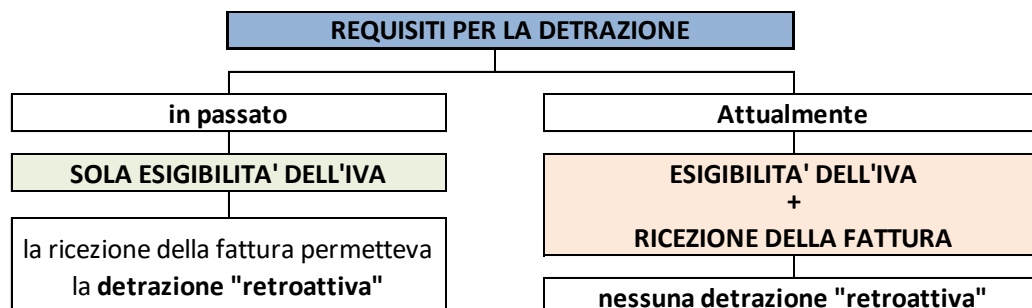 REQUISITI PER LA DETRAZIONE
in passato
SOLA ESIGIBILITA' DELL'IVA
la ricezione della fattura permetteva
la detrazione "retroattiva"
Attualmente
ESIGIBILITA' DELL'IVA
+
RICEZIONE DELLA FATTURA
nessuna detrazione "retroattiva"